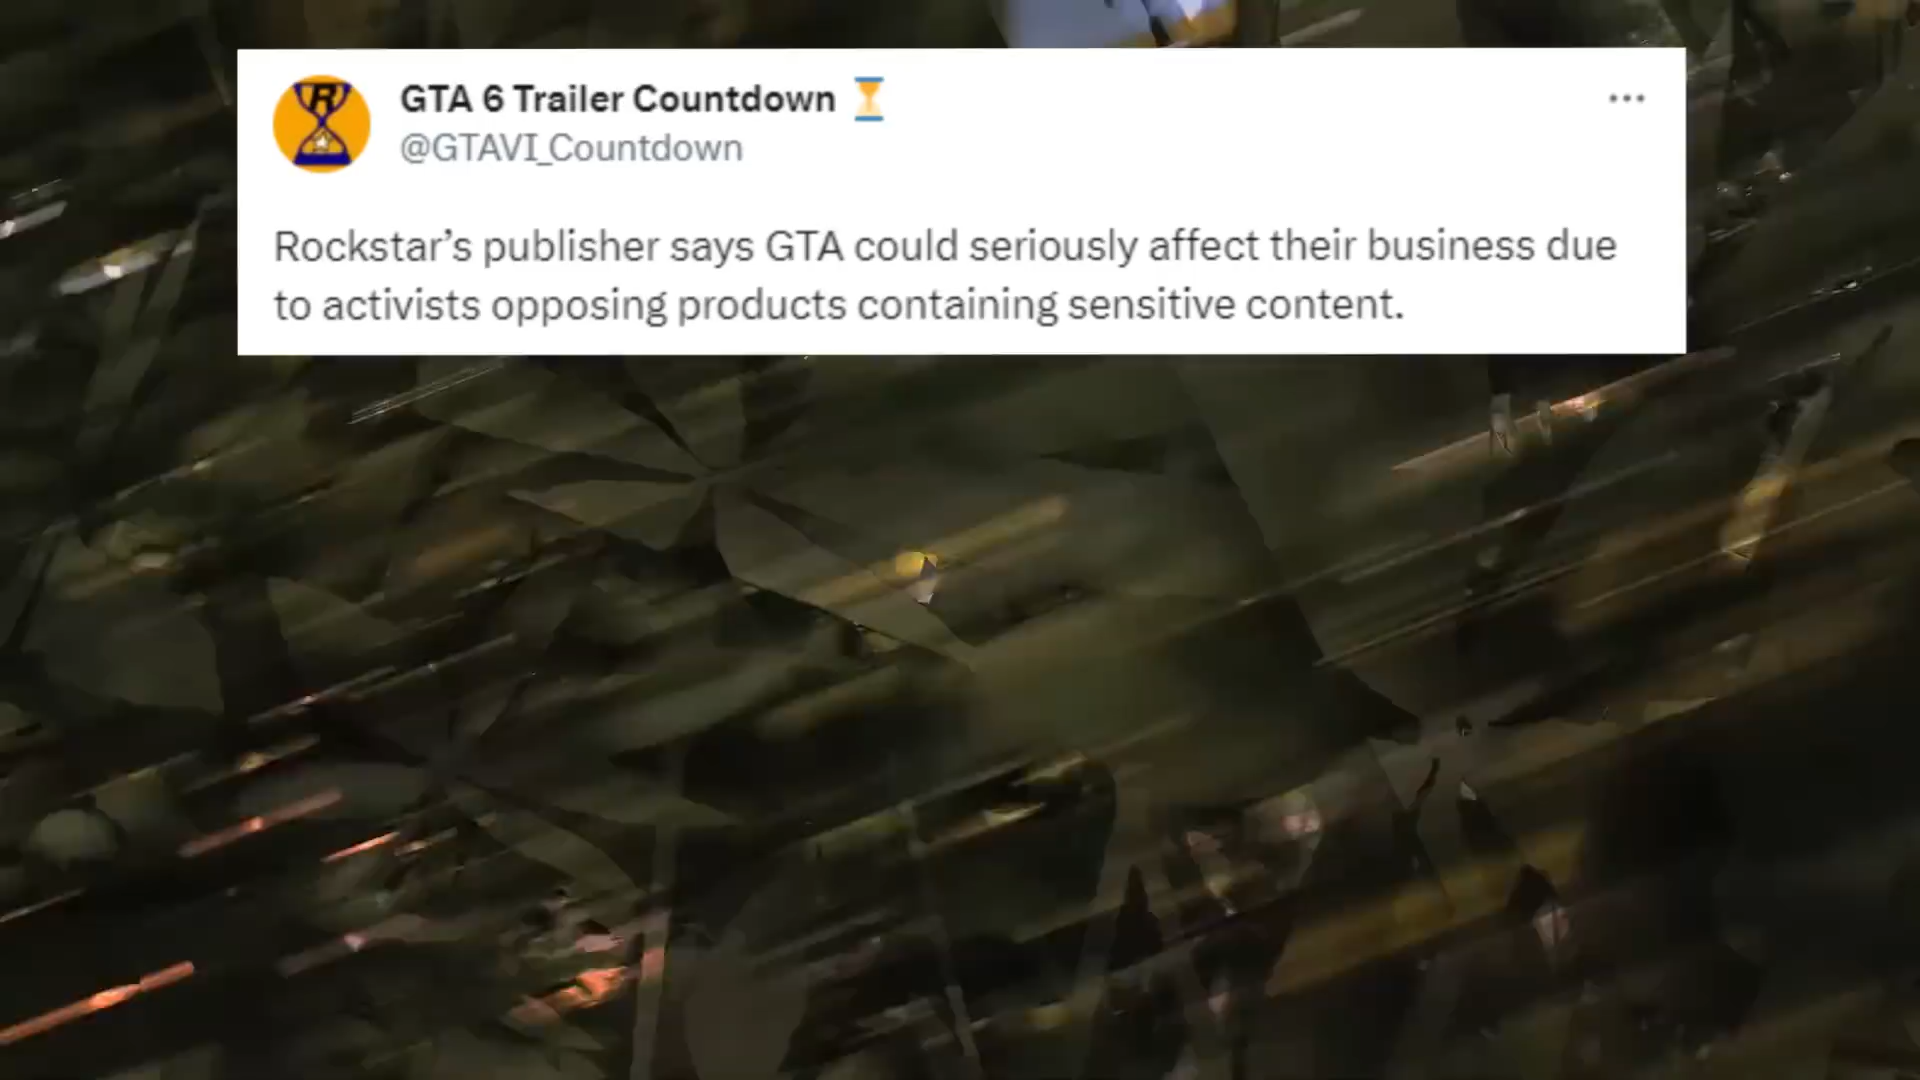 GTA 6 Trailer Countdown ⏳
@GTAVI_Countdown
Rockstar’s publisher says GTA could seriously affect their business due
to activists opposing products containing sensitive content.